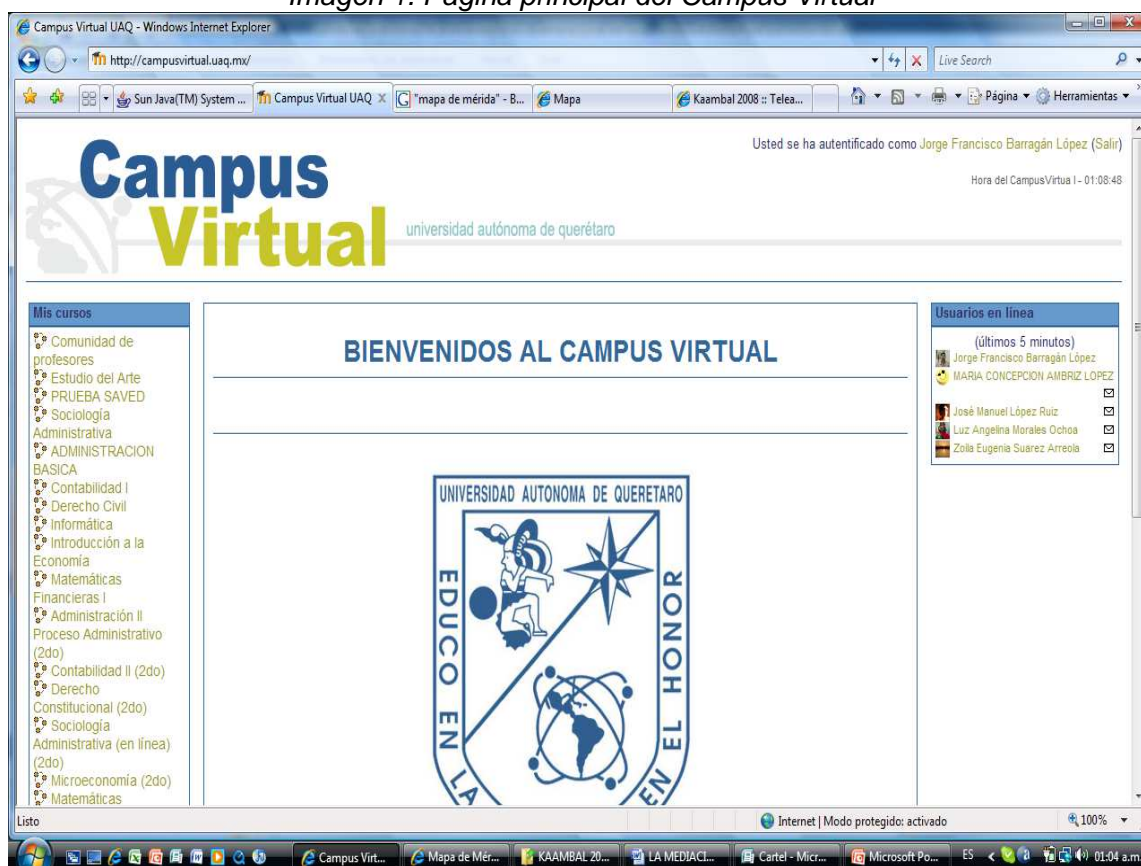 Imagen 1. Página principal del Campus Virtual
Campus Virtual UAQ - Windows Internet Explorer
http://campusvirtual.uaq.mx/
Live Search
Sun Java(TM) System ...
Campus Virtual UAQ
"mapa de mérida" - B...
Mapa
Kaambal 2008 :: Telea...
Página
Herramientas
Usted se ha autentificado como Jorge Francisco Barragán López (Salir)
Hora del CampusVirtua l - 01:08:48
Campus
Virtual
universidad autónoma de querétaro
Mis cursos
Comunidad de
profesores
Estudio del Arte
PRUEBA SAVED
Sociología
Administrativa
ADMINISTRACION
BASICA
Contabilidad I
Derecho Civil
Informática
Introducción a la
Economía
Matemáticas
Financieras I
Administración II
Proceso Administrativo
(2do)
Contabilidad II (2do)
Derecho
Constitucional (2do)
Sociología
Administrativa (en línea)
(2do)
Microeconomía (2do)
Matemáticas
BIENVENIDOS AL CAMPUS VIRTUAL
UNIVERSIDAD AUTONOMA DE QUERETARO
EDUCO EN LA
EN EL HONOR
Usuarios en línea
(últimos 5 minutos)
Jorge Francisco Barragán López
MARIA CONCEPCION AMBRIZ LOPEZ
José Manuel López Ruiz
Luz Angelina Morales Ochoa
Zoila Eugenia Suarez Arreola
Listo
Internet | Modo protegido: activado
100%
Campus Virt...
Mapa de Mér...
KAAMBAL 20...
LA MEDIACI...
Cartel - Micr...
Microsoft Po...
ES
01:04 a.m.